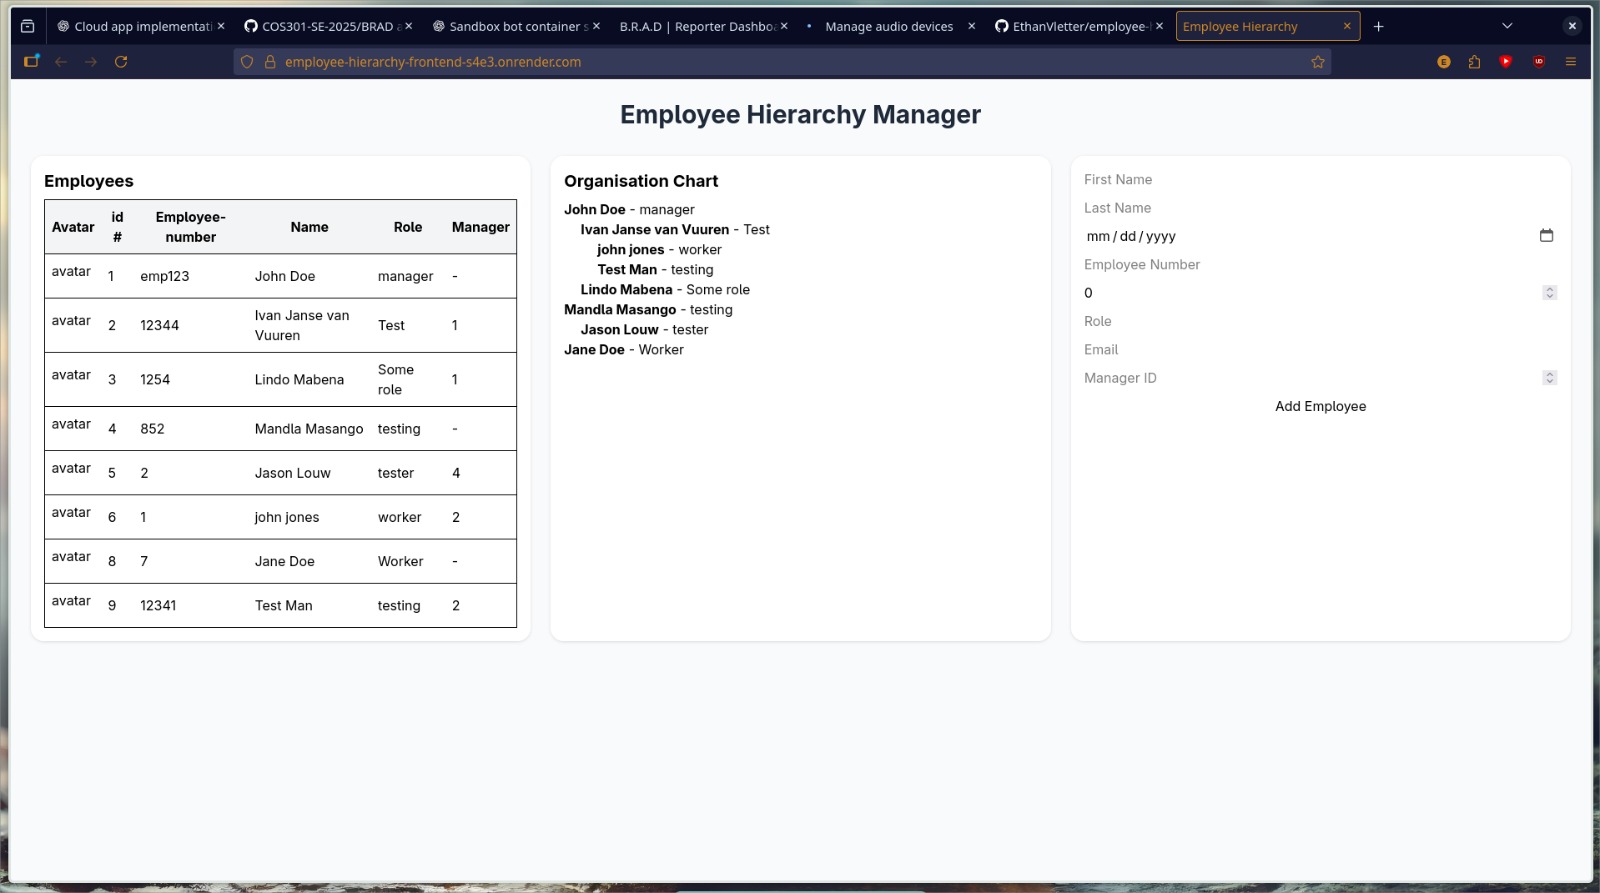 Cloud app implementati
COS301-SE-2025/BRAD a
Sandbox bot container s
B.R.A.D | Reporter Dashboa
Manage audio devices
EthanVletter/employee-h
Employee Hierarchy
employee-hierarchy-frontend-s4e3.onrender.com
Employee Hierarchy Manager
Employees
Avatar id # Employee-number Name Role Manager
avatar 1 emp123 John Doe manager -
avatar 2 12344 Ivan Janse van Vuuren Test 1
avatar 3 1254 Lindo Mabena Some role 1
avatar 4 852 Mandla Masango testing -
avatar 5 2 Jason Louw tester 4
avatar 6 1 john jones worker 2
avatar 8 7 Jane Doe Worker -
avatar 9 12341 Test Man testing 2
Organisation Chart
John Doe - manager
Ivan Janse van Vuuren - Test
john jones - worker
Test Man - testing
Lindo Mabena - Some role
Mandla Masango - testing
Jason Louw - tester
Jane Doe - Worker
First Name
Last Name
mm / dd / yyyy
Employee Number
0
Role
Email
Manager ID
Add Employee